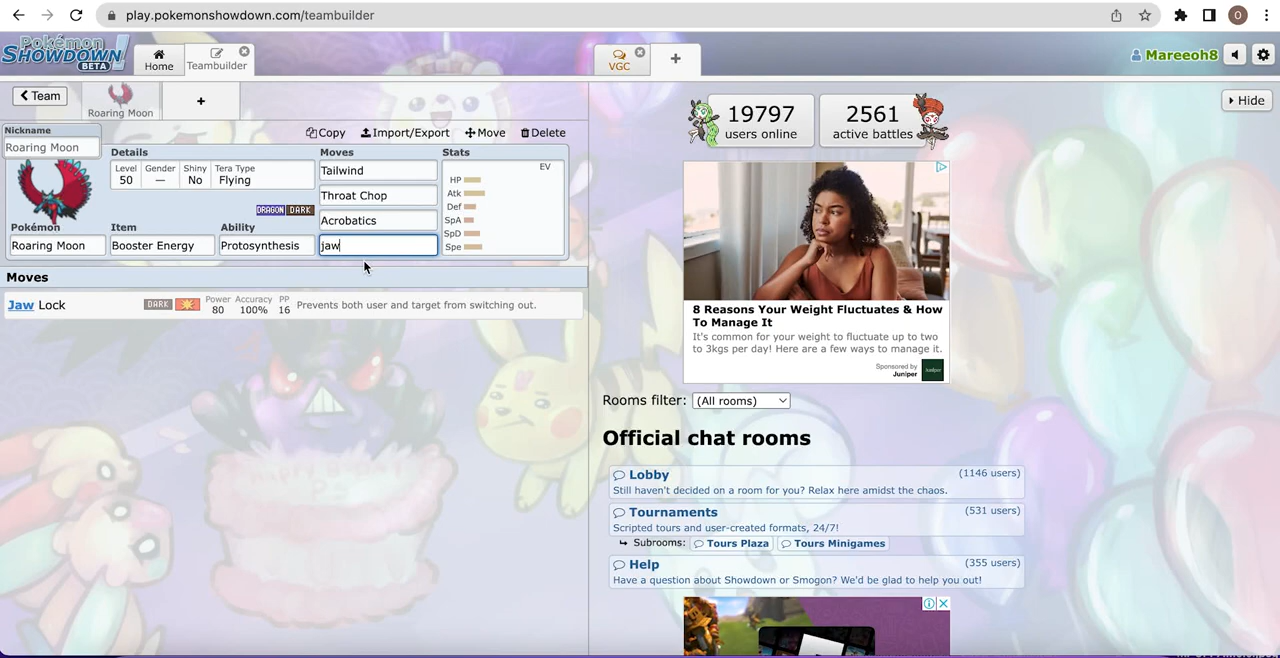 play.pokemonshowdown.com/teambuilder
O
Pokémon
SHOWDOWN!
BETA
Home
Teambuilder
VGC
+
Mareeoh8
Team
Roaring Moon
+
Hide
Nickname
Roaring Moon
Copy Import/Export Move Delete
Details
Level
50
Gender
—
Shiny
No
Tera Type
Flying
DRAGON DARK
Pokémon
Roaring Moon
Item
Booster Energy
Ability
Protosynthesis
Moves
Tailwind
Throat Chop
Acrobatics
jaw
Stats
EV
HP
Atk
Def
SpA
SpD
Spe
Moves
Jaw Lock DARK Power 80 Accuracy 100% PP 16 Prevents both user and target from switching out.
19797
users online
2561
active battles
8 Reasons Your Weight Fluctuates & How
To Manage It
It's common for your weight to fluctuate up to two
to 3kgs per day! Here are a few ways to manage it.
Sponsored by
Juniper
Juniper
Rooms filter: (All rooms)
Official chat rooms
Lobby (1146 users)
Still haven't decided on a room for you? Relax here amidst the chaos.
Tournaments (531 users)
Scripted tours and user-created formats, 24/7!
↪ Subrooms: Tours Plaza Tours Minigames
Help (355 users)
Have a question about Showdown or Smogon? We'd be glad to help you out!